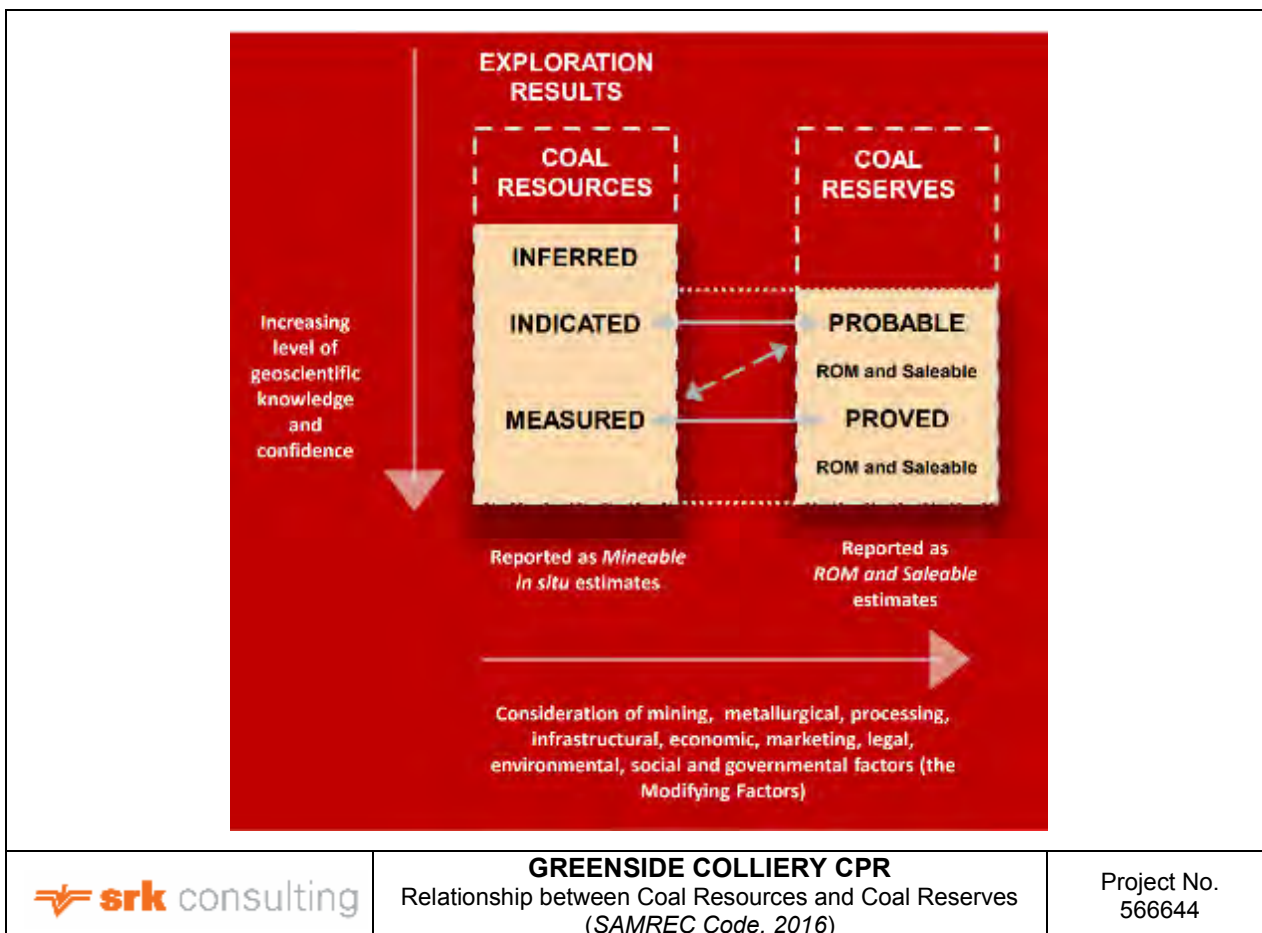 EXPLORATION
RESULTS
COAL
RESOURCES
COAL
RESERVES
INFERRED
INDICATED
PROBABLE
ROM and Saleable
MEASURED
PROVED
ROM and Saleable
Increasing
level of
geoscientific
knowledge
and
confidence
Reported as Mineable
in situ estimates
Reported as
ROM and Saleable
estimates
Consideration of mining, metallurgical, processing,
infrastructural, economic, marketing, legal,
environmental, social and governmental factors (the
Modifying Factors)
srk consulting
GREENSIDE COLLIERY CPR
Relationship between Coal Resources and Coal Reserves
(SAMREC Code, 2016)
Project No.
566644